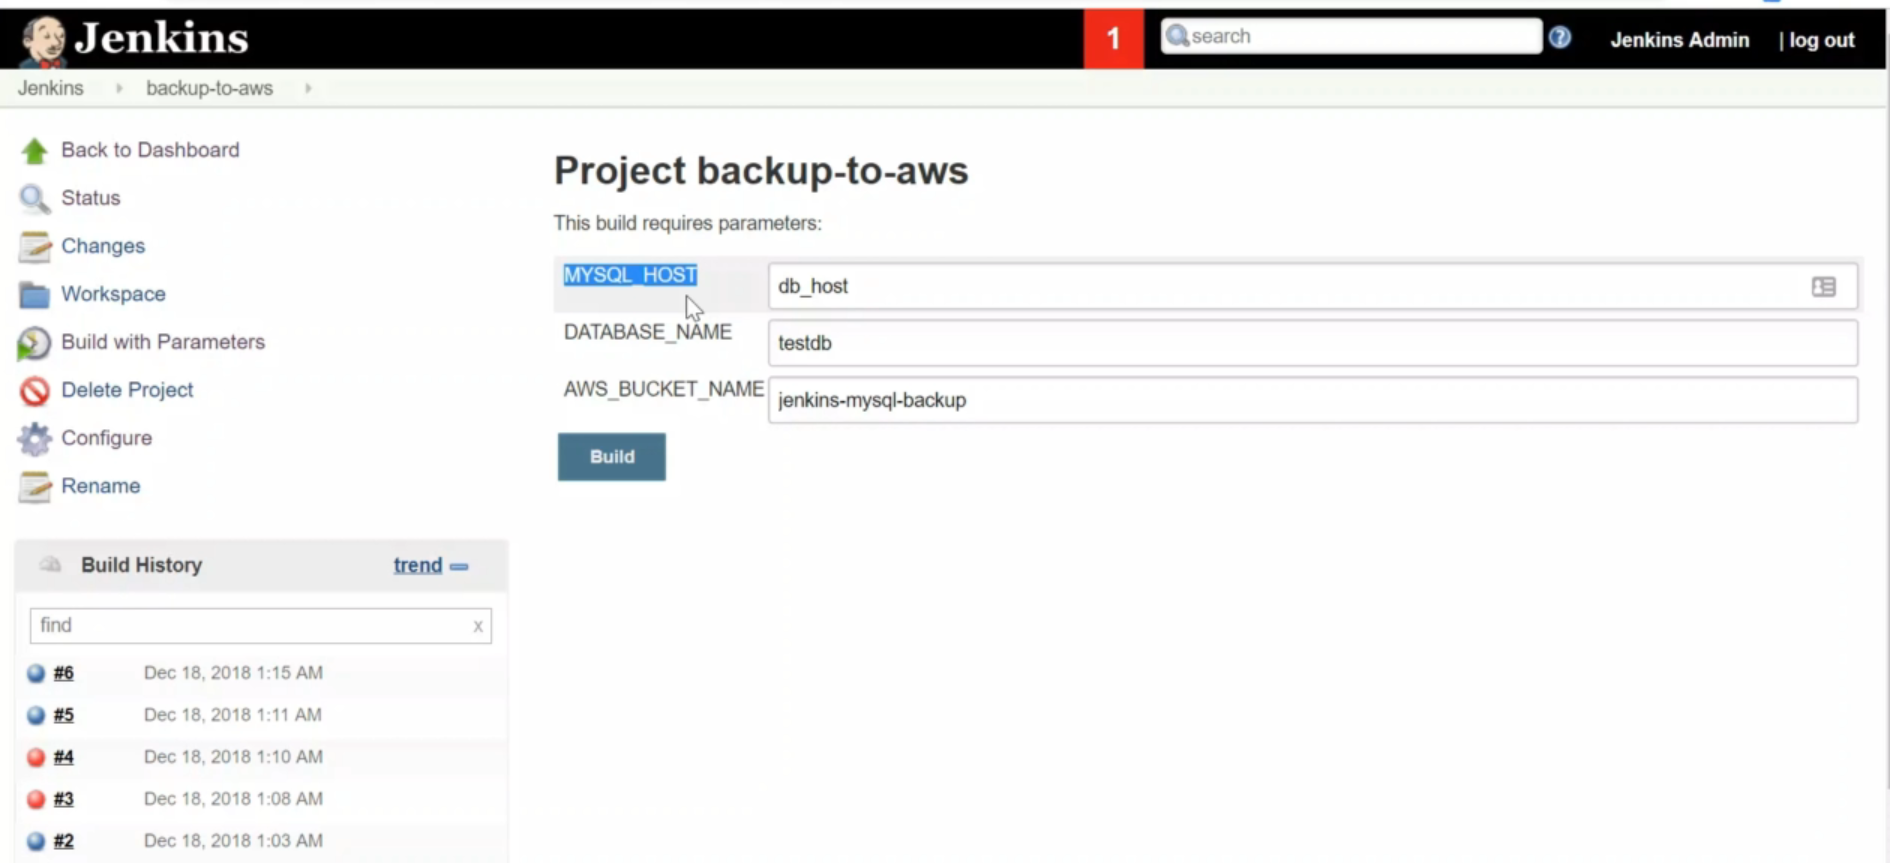 Jenkins
1
search
Jenkins Admin
| log out
Jenkins
backup-to-aws
Back to Dashboard
Status
Changes
Workspace
Build with Parameters
Delete Project
Configure
Rename
Project backup-to-aws
This build requires parameters:
MYSQL_HOST
db_host
DATABASE_NAME
testdb
AWS_BUCKET_NAME
jenkins-mysql-backup
Build
Build History
trend
find
x
#6 Dec 18, 2018 1:15 AM
#5 Dec 18, 2018 1:11 AM
#4 Dec 18, 2018 1:10 AM
#3 Dec 18, 2018 1:08 AM
#2 Dec 18, 2018 1:03 AM